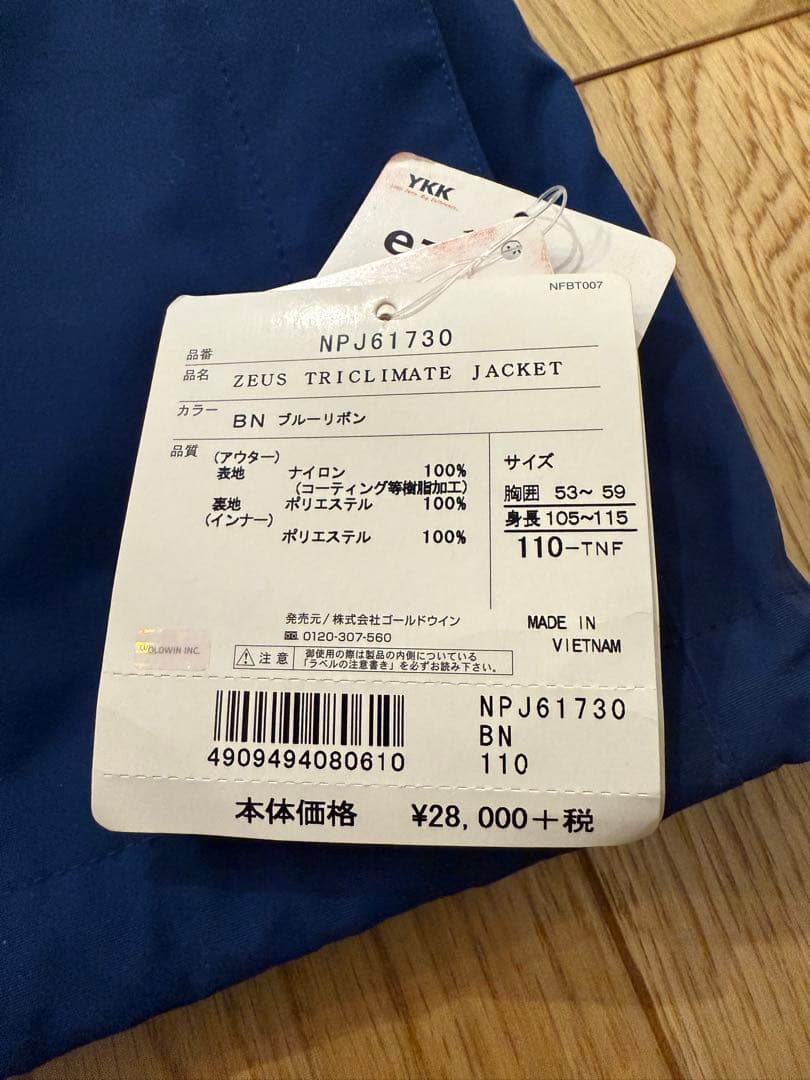 YKK
NFBT007
品番 NPJ61730
品名 ZEUS TRICLIMATE JACKET
カラー BN ブルーリボン
品質 (アウター)
表地 ナイロン 100%
(コーティング等樹脂加工)
裏地 ポリエステル 100%
(インナー)
ポリエステル 100%
サイズ
胸囲 53~ 59
身長 105~115
110-TNF
発売元/株式会社ゴールドウイン
0120-307-560
MADE IN
VIETNAM
OLDWIN INC.
注意 御使用の際は製品の内側についている
「ラベルの注意書き」を必ずお読み下さい。
4909494080610
NPJ61730
BN
110
本体価格 ¥28,000+税